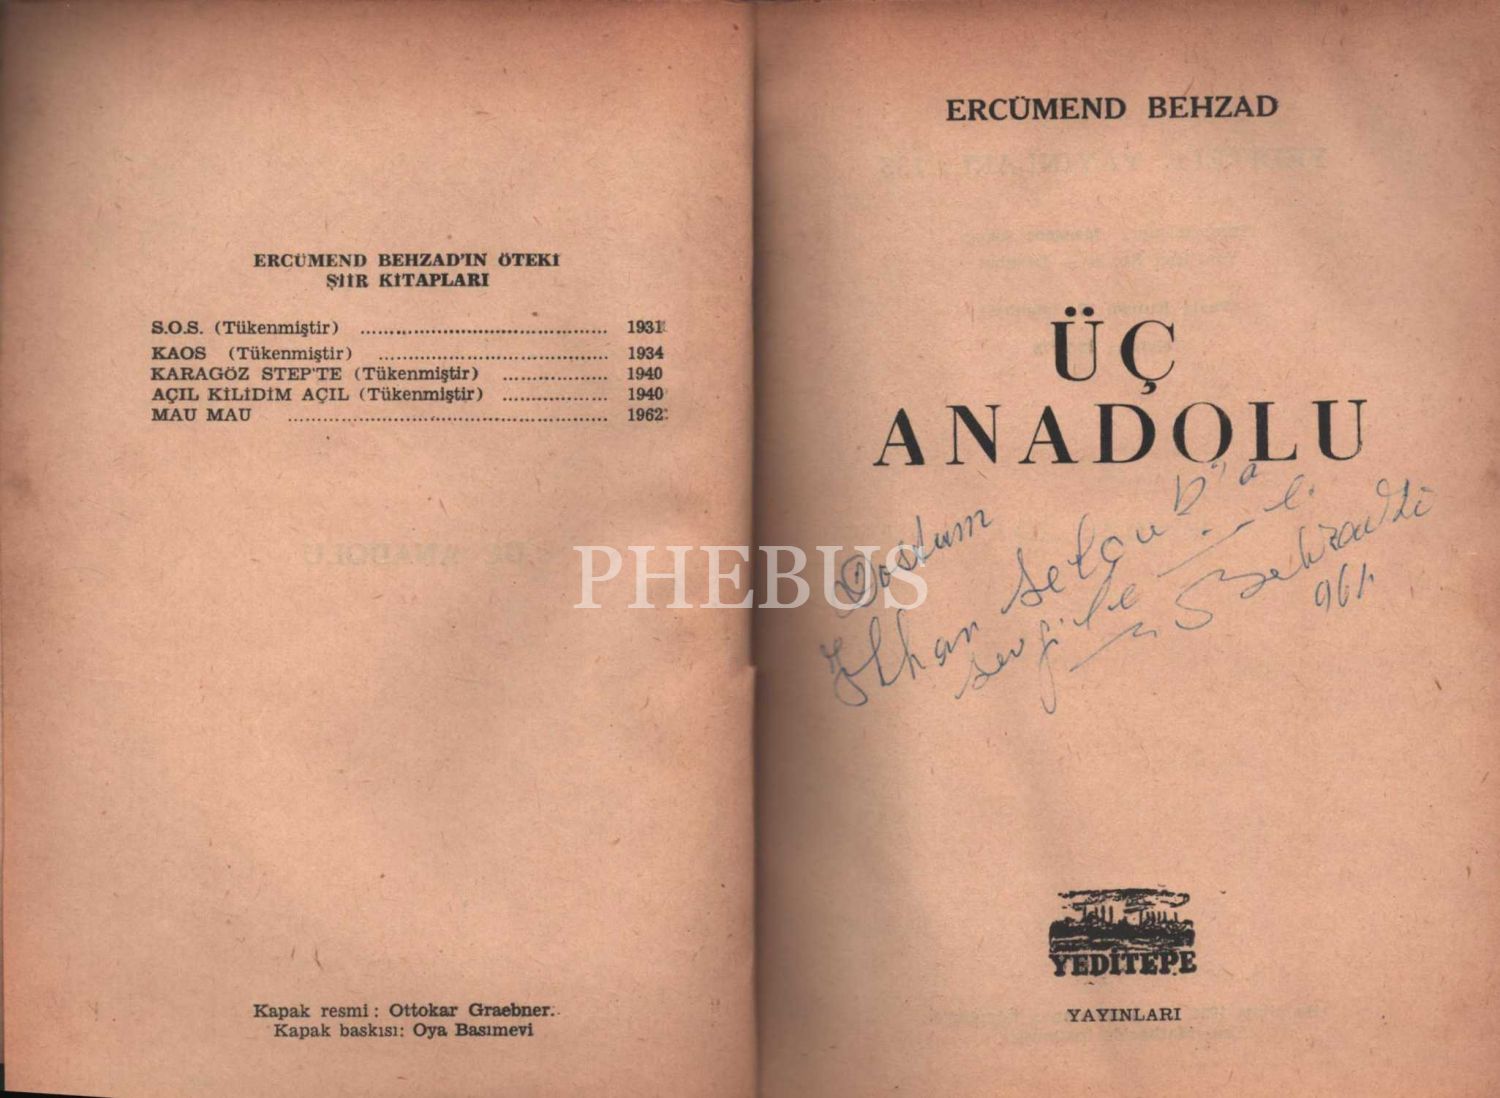 ERCÜMEND BEHZAD'IN ÖTEKİ
ŞİİR KİTAPLARI
S.O.S. (Tükenmiştir) ........................................ 1931
KAOS (Tükenmiştir) ..................................... 1934
KARAGÖZ STEP'TE (Tükenmiştir) .................. 1940
AÇIL KİLİDİM AÇIL (Tükenmiştir) .................. 1940
MAU MAU ...................................................... 1962
Kapak resmi : Ottokar Graebner.
Kapak baskısı: Oya Basımevi
ERCÜMEND BEHZAD
ÜÇ
ANADOLU
Dostum
İlhan Selçuk'a
sevgile
YEDİTEPE
YAYINLARI
PHEBUS